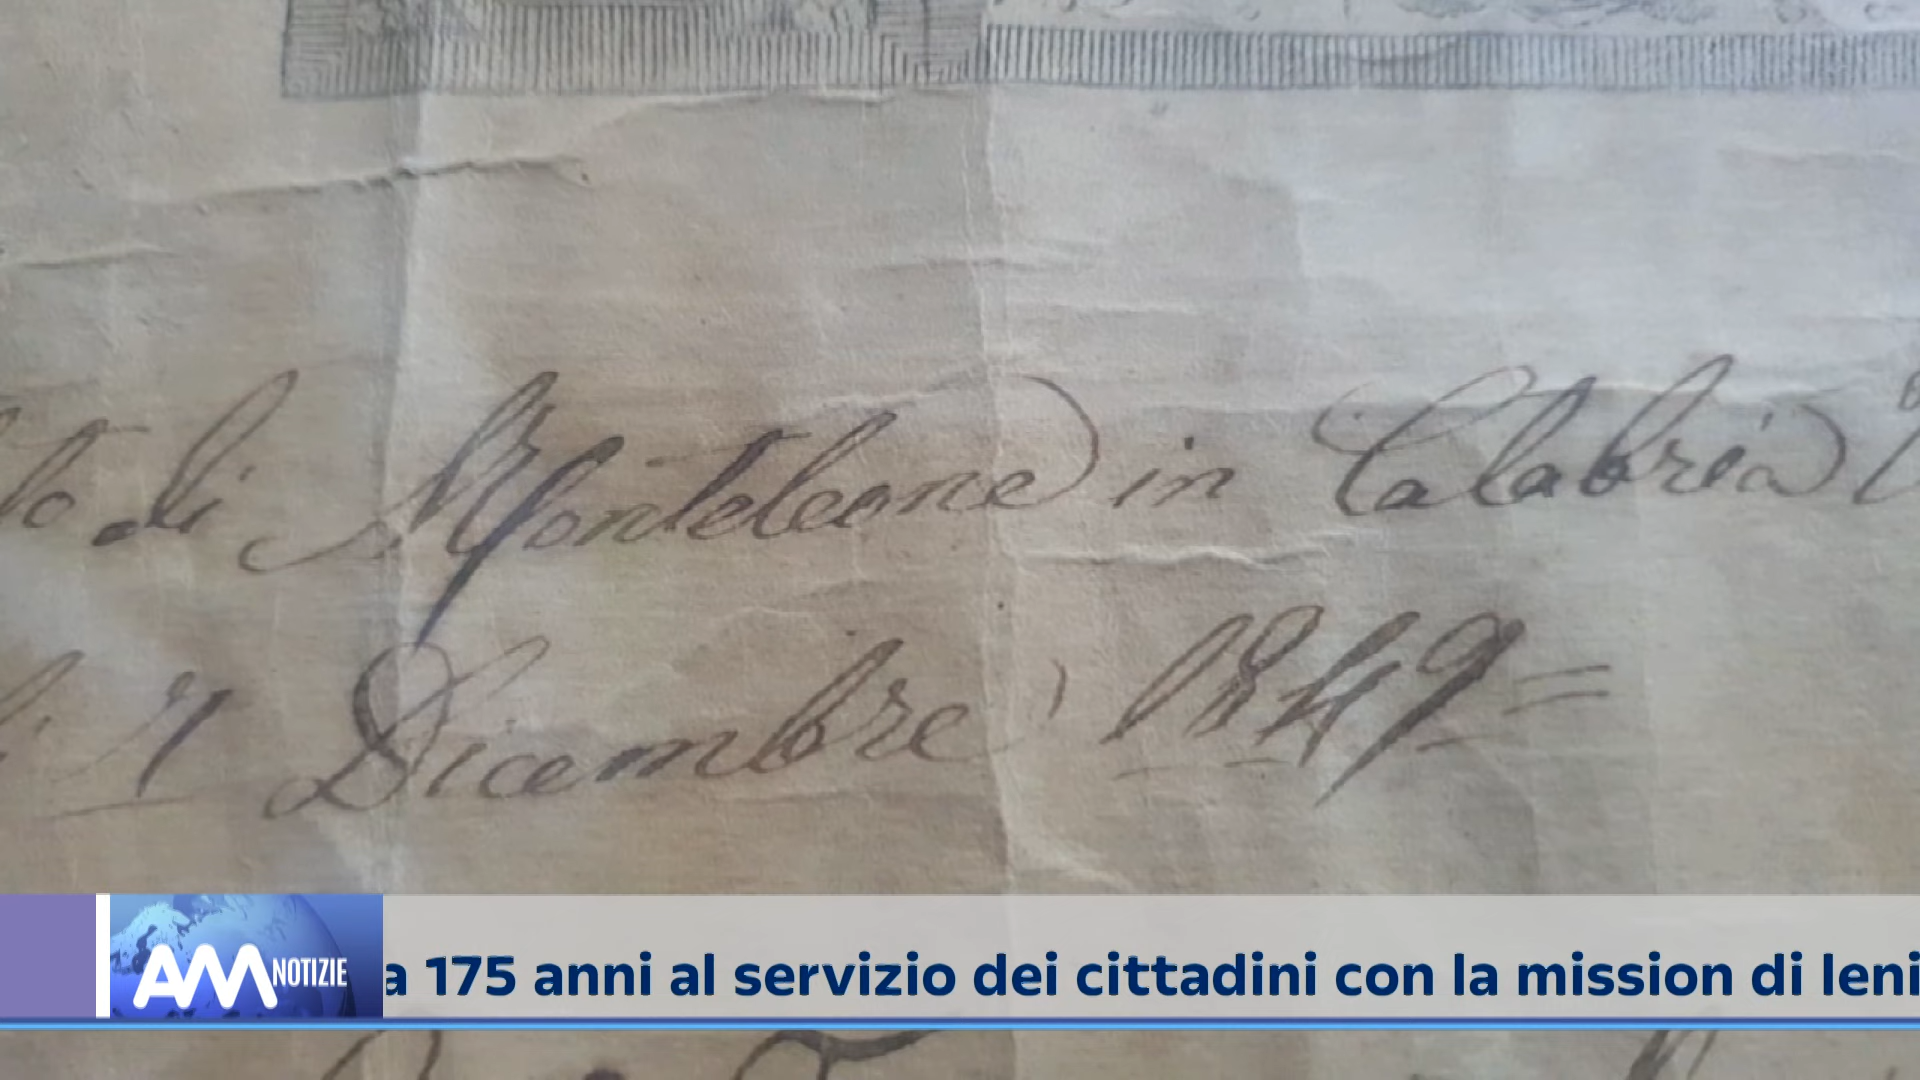 di Monteleone in Calabria
Dicembre 1849=
AM NOTIZIE
a 175 anni al servizio dei cittadini con la mission di leni